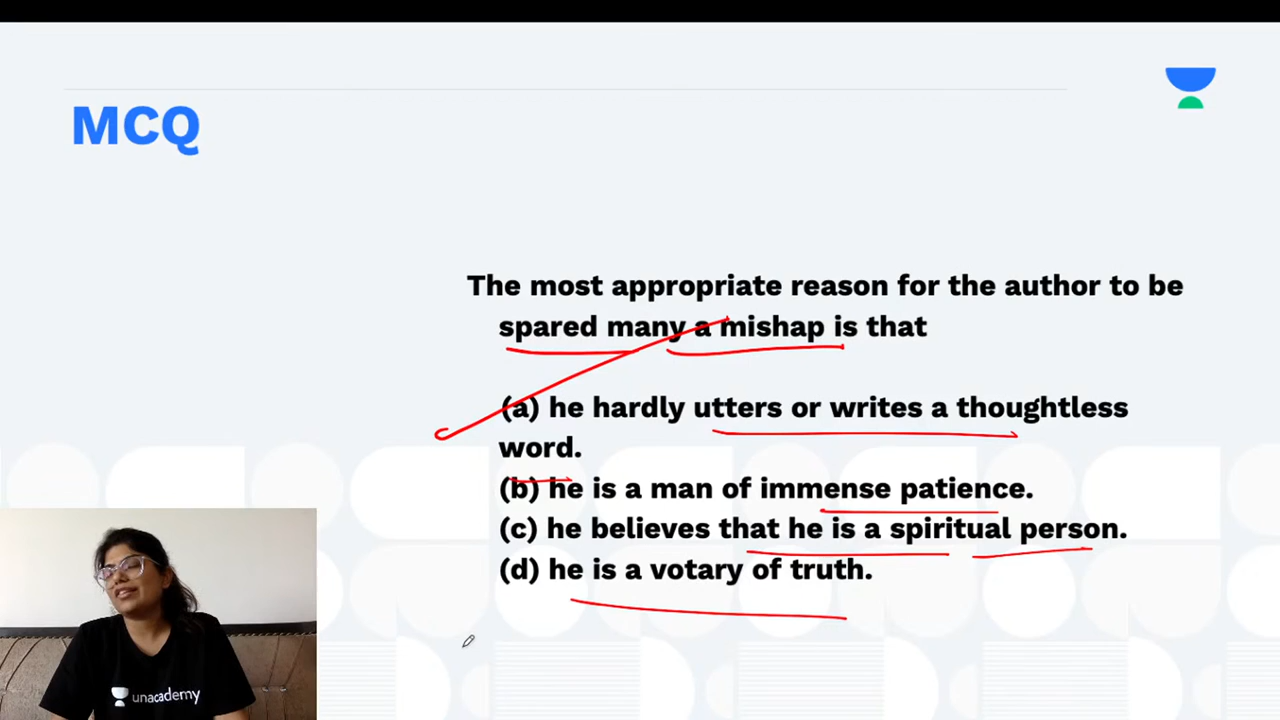 MCQ
The most appropriate reason for the author to be
spared many a mishap is that
(a) he hardly utters or writes a thoughtless
word.
(b) he is a man of immense patience.
(c) he believes that he is a spiritual person.
(d) he is a votary of truth.
unacademy